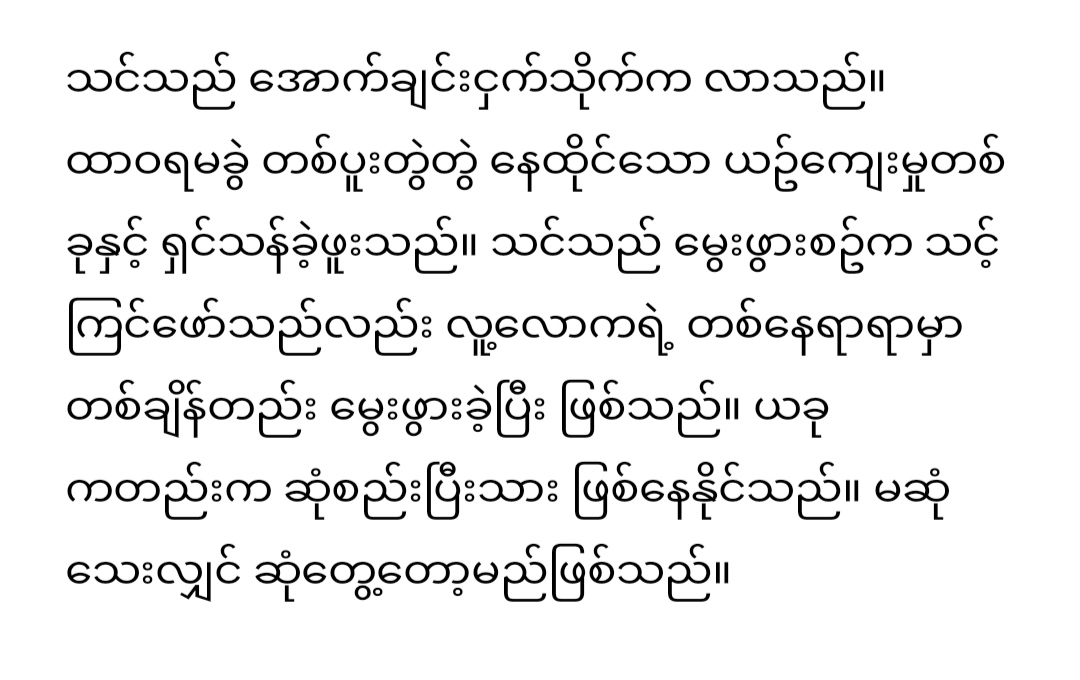 သင်သည် အောက်ချင်းငှက်သိုက်က လာသည်။
ထာဝရမခွဲ တစ်ပူးတွဲတွဲ နေထိုင်သော ယဉ်ကျေးမှုတစ်
ခုနှင့် ရှင်သန်ခဲ့ဖူးသည်။ သင်သည် မွေးဖွားစဉ်က သင့်
ကြင်ဖော်သည်လည်း လူ့လောကရဲ့ တစ်နေရာရာမှာ
တစ်ချိန်တည်း မွေးဖွားခဲ့ပြီး ဖြစ်သည်။ ယခု
ကတည်းက ဆုံစည်းပြီးသား ဖြစ်နေနိုင်သည်။ မဆုံ
သေးလျှင် ဆုံတွေ့တော့မည်ဖြစ်သည်။